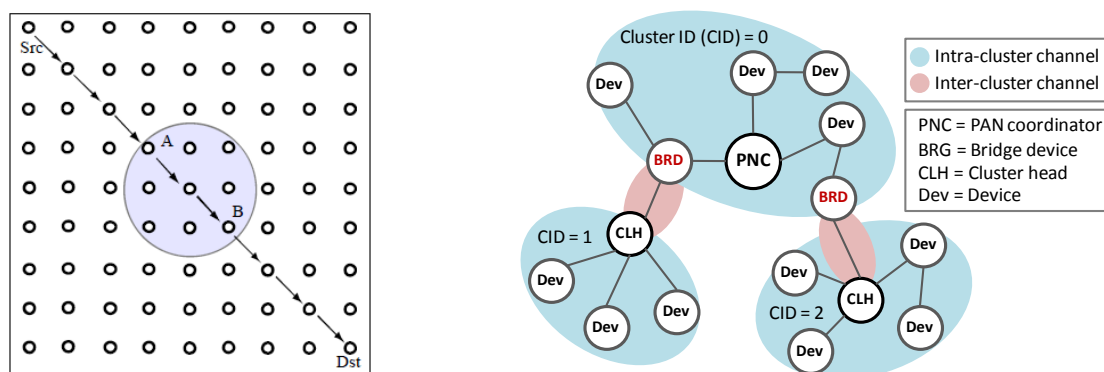 Src
A
B
Dst
Cluster ID (CID) = 0
Dev
Dev
Dev
Dev
BRD
PNC
BRD
CID = 1
CLH
Dev
Dev
Dev
Dev
Dev
CLH
CID = 2
Dev
Dev
Intra-cluster channel
Inter-cluster channel
PNC = PAN coordinator
BRG = Bridge device
CLH = Cluster head
Dev = Device